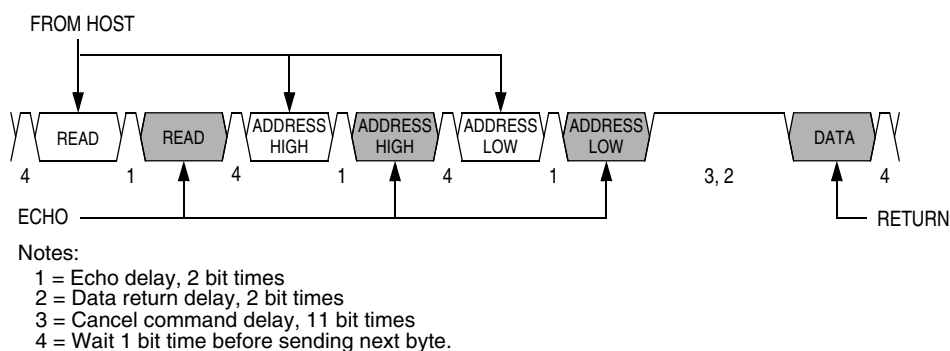 FROM HOST
READ READ ADDRESS HIGH ADDRESS HIGH ADDRESS LOW ADDRESS LOW DATA
4 1 4 1 4 1 3, 2 4
ECHO RETURN
Notes:
1 = Echo delay, 2 bit times
2 = Data return delay, 2 bit times
3 = Cancel command delay, 11 bit times
4 = Wait 1 bit time before sending next byte.